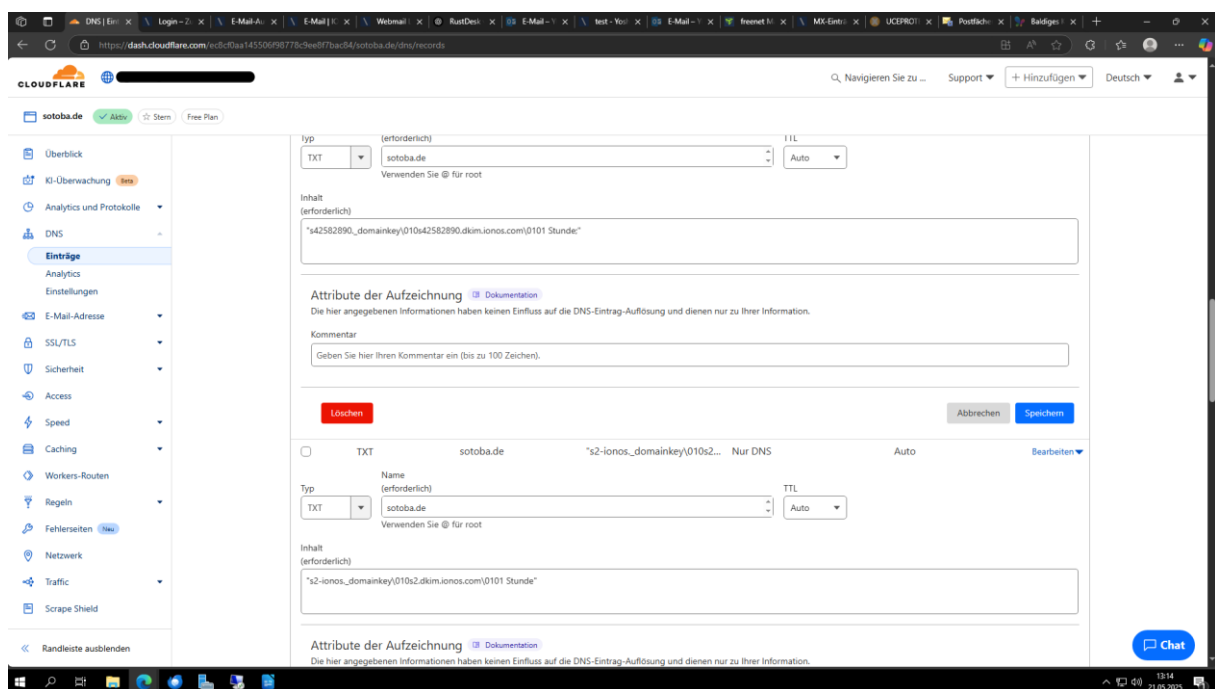 DNS | Ein
Login – Z
E-Mail-Au
E-Mail | IC
Webmail
RustDesk
E-Mail – V
test - Yosl
E-Mail – V
freenet M
MX-Eintr
UCEPROT
Postfäche
Baldiges
https://dash.cloudflare.com/ec8cf0aa145506f98778c9ee8f7bac84/sotoba.de/dns/records
CLOUDFLARE
Navigieren Sie zu ...
Support
+ Hinzufügen
Deutsch
sotoba.de
Aktiv
Stern
Free Plan
Überblick
KI-Überwachung Beta
Analytics und Protokolle
DNS
Einträge
Analytics
Einstellungen
E-Mail-Adresse
SSL/TLS
Sicherheit
Access
Speed
Caching
Workers-Routen
Regeln
Fehlerseiten Neu
Netzwerk
Traffic
Scrape Shield
Randleiste ausblenden
Typ (erforderlich) TTL
TXT sotoba.de Auto
Verwenden Sie @ für root
Inhalt
(erforderlich)
"s42582890._domainkey\010s42582890.dkim.ionos.com\0101 Stunde;"
Attribute der Aufzeichnung Dokumentation
Die hier angegebenen Informationen haben keinen Einfluss auf die DNS-Eintrag-Auflösung und dienen nur zu Ihrer Information.
Kommentar
Geben Sie hier Ihren Kommentar ein (bis zu 100 Zeichen).
Löschen Abbrechen Speichern
TXT sotoba.de "s2-ionos._domainkey\010s2... Nur DNS Auto Bearbeiten
Name
Typ (erforderlich) TTL
TXT sotoba.de Auto
Verwenden Sie @ für root
Inhalt
(erforderlich)
"s2-ionos._domainkey\010s2.dkim.ionos.com\0101 Stunde"
Attribute der Aufzeichnung Dokumentation
Die hier angegebenen Informationen haben keinen Einfluss auf die DNS-Eintrag-Auflösung und dienen nur zu Ihrer Information.
Chat
13:14
21.05.2025